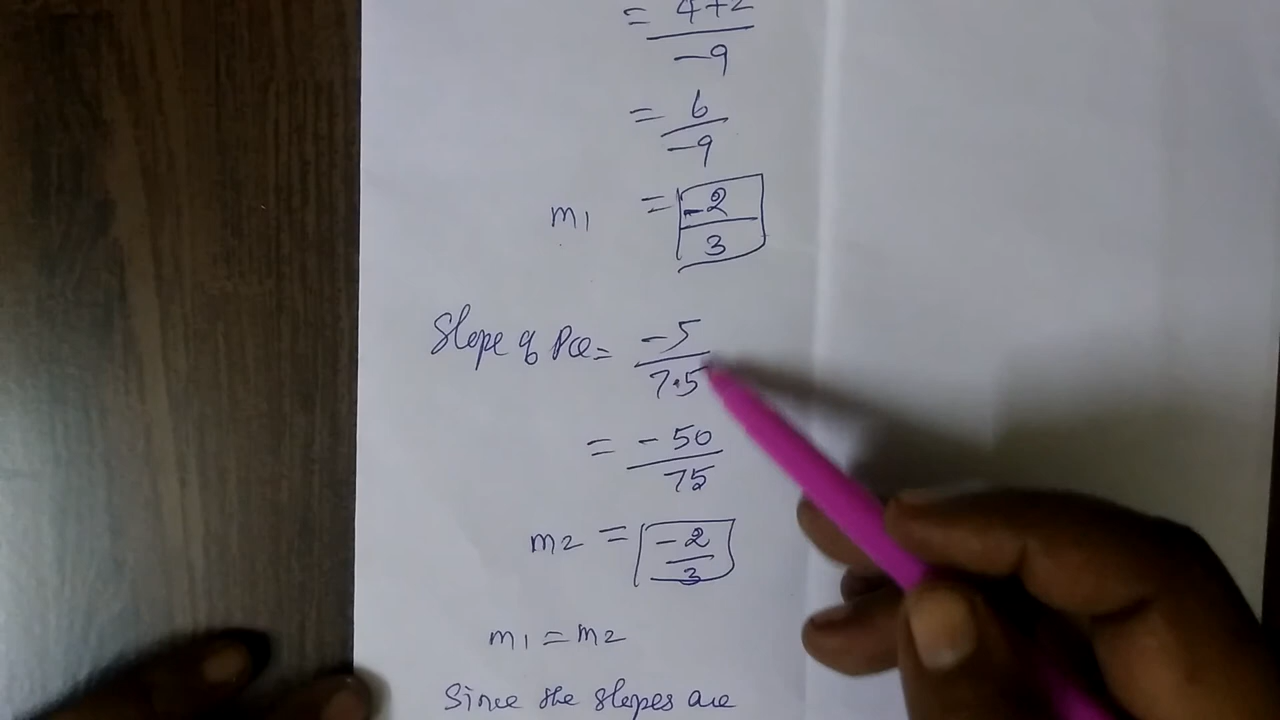 = 4+2
-9
= 6
-9
m1 = -2
3
Slope of PQ = -5
7.5
= -50
75
m2 = -2
3
m1 = m2
Since the slopes are